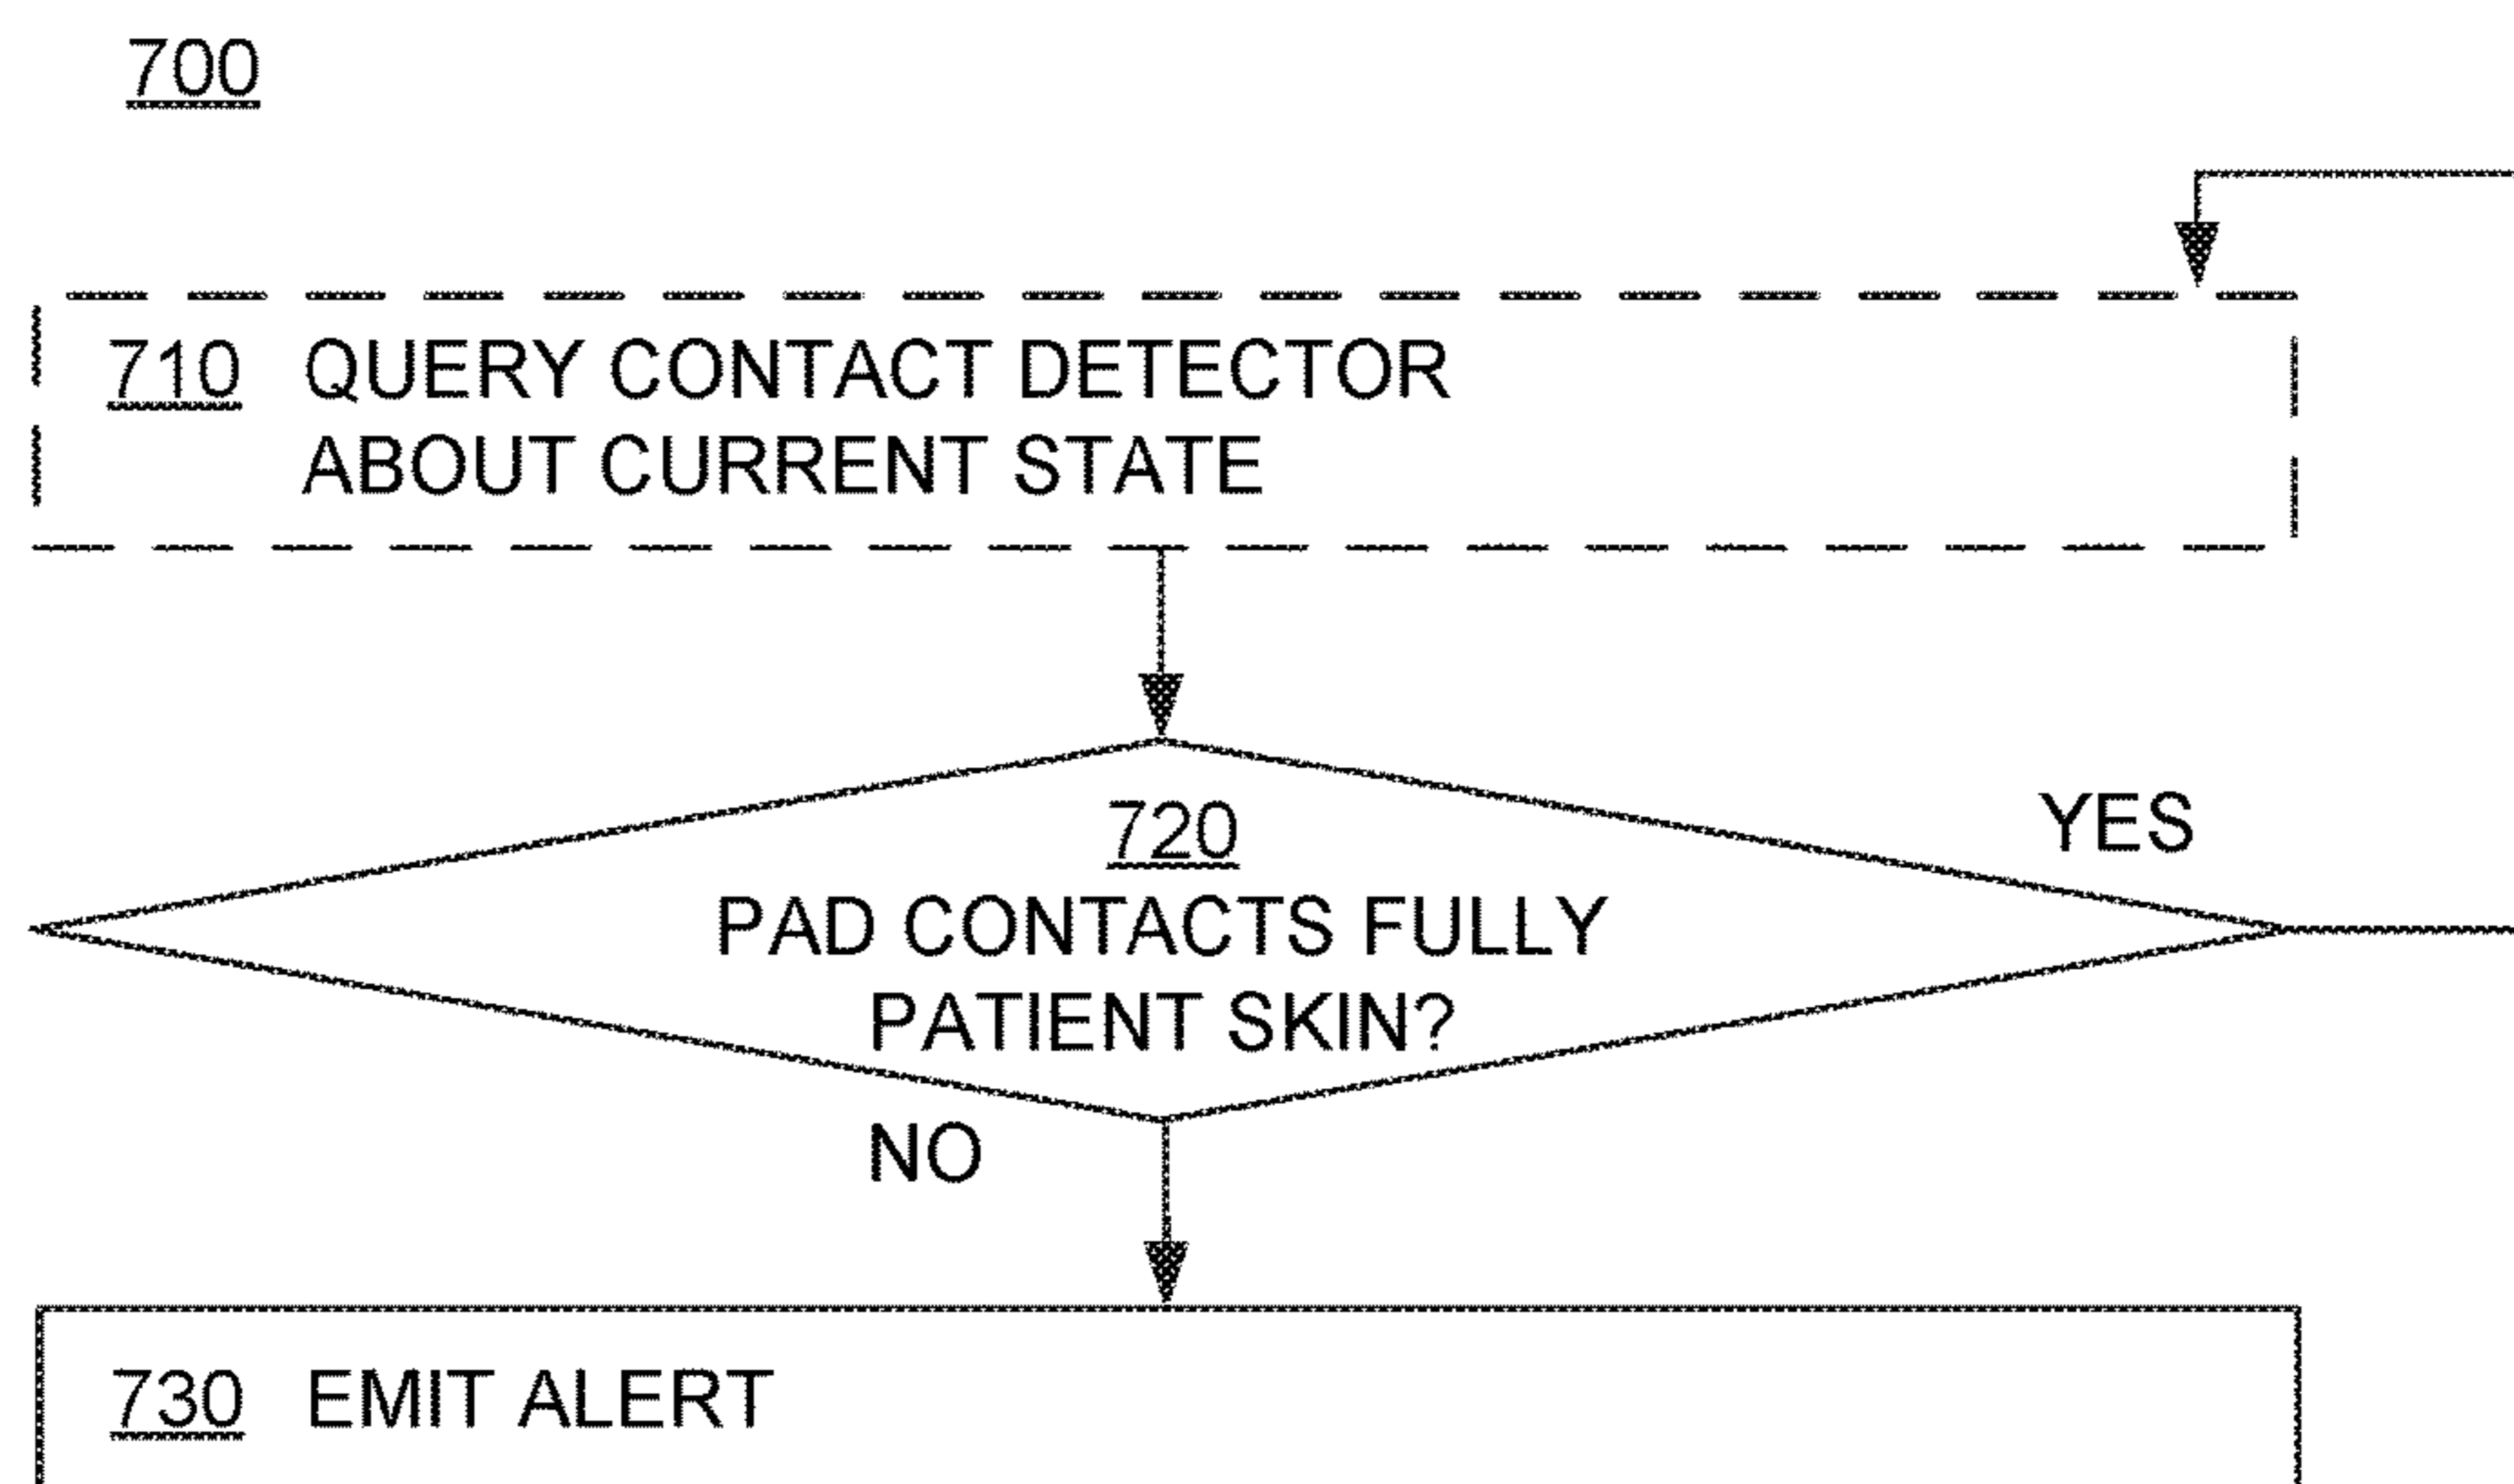 700
710 QUERY CONTACT DETECTOR
ABOUT CURRENT STATE
720
YES
PAD CONTACTS FULLY
PATIENT SKIN?
NO
730 EMIT ALERT